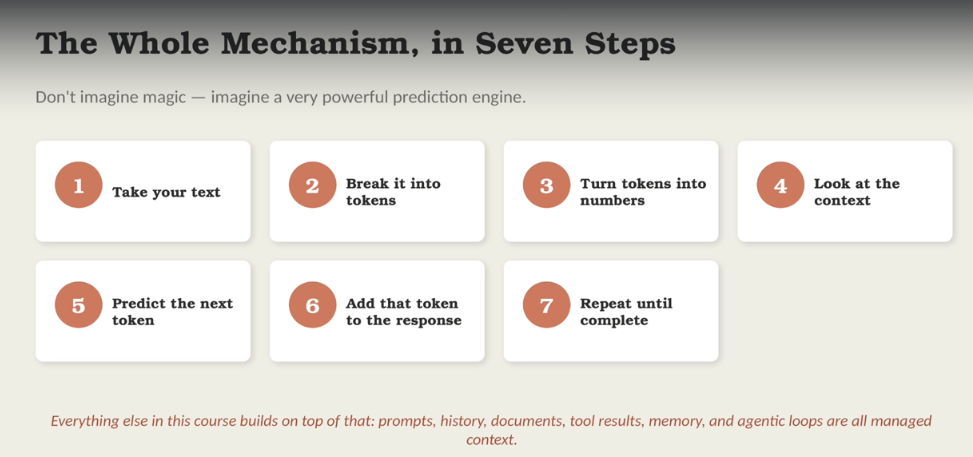 The Whole Mechanism, in Seven Steps
Don't imagine magic — imagine a very powerful prediction engine.
1
Take your text
2
Break it into
tokens
3
Turn tokens into
numbers
4
Look at the
context
5
Predict the next
token
6
Add that token
to the response
7
Repeat until
complete
Everything else in this course builds on top of that: prompts, history, documents, tool results, memory, and agentic loops are all managed
context.